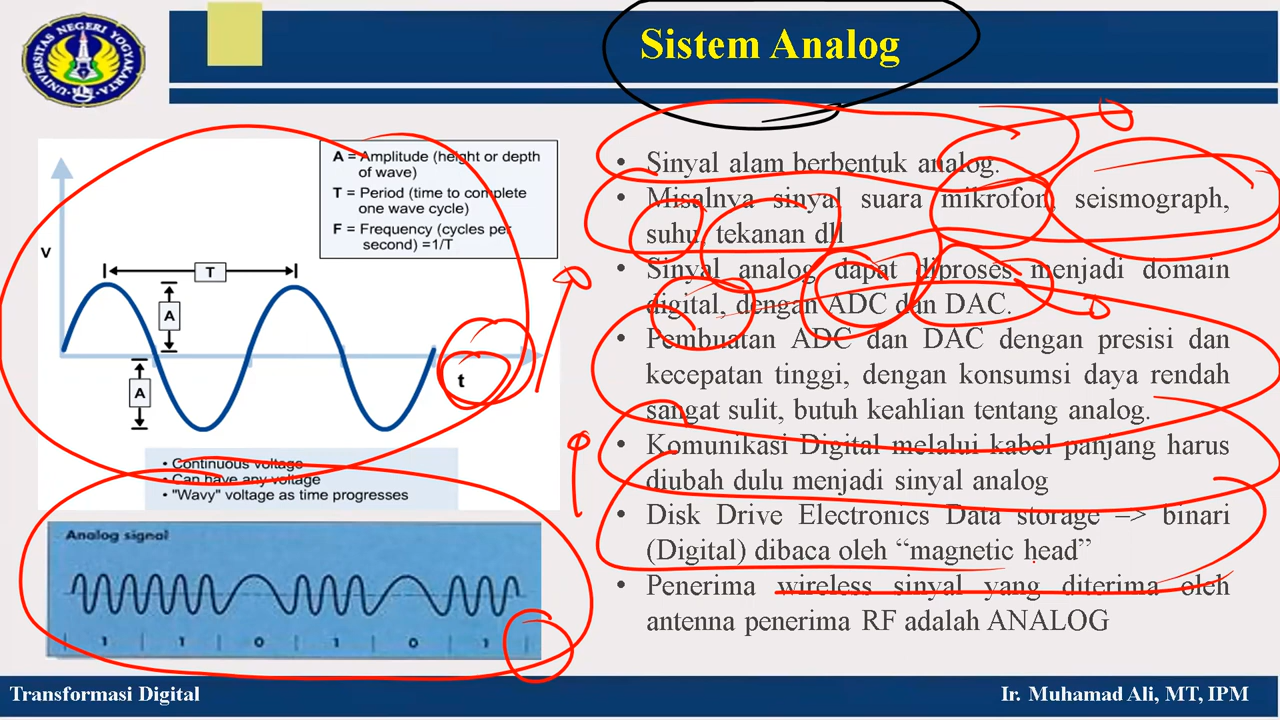 UNIVERSITAS NEGERI YOGYAKARTA
Sistem Analog
A = Amplitude (height or depth
of wave)
T = Period (time to complete
one wave cycle)
F = Frequency (cycles per
second) =1/T
V
T
A
A
t
• Continuous voltage
• Can have any voltage
• "Wavy" voltage as time progresses
Analog signal
1 1 0 1 0 1
• Sinyal alam berbentuk analog.
• Misalnya sinyal suara mikrofon, seismograph,
suhu, tekanan dll
• Sinyal analog dapat diproses menjadi domain
digital, dengan ADC dan DAC.
• Pembuatan ADC dan DAC dengan presisi dan
kecepatan tinggi, dengan konsumsi daya rendah
sangat sulit, butuh keahlian tentang analog.
• Komunikasi Digital melalui kabel panjang harus
diubah dulu menjadi sinyal analog
• Disk Drive Electronics Data storage –> binari
(Digital) dibaca oleh “magnetic head”
• Penerima wireless sinyal yang diterima oleh
antenna penerima RF adalah ANALOG
Transformasi Digital
Ir. Muhamad Ali, MT, IPM